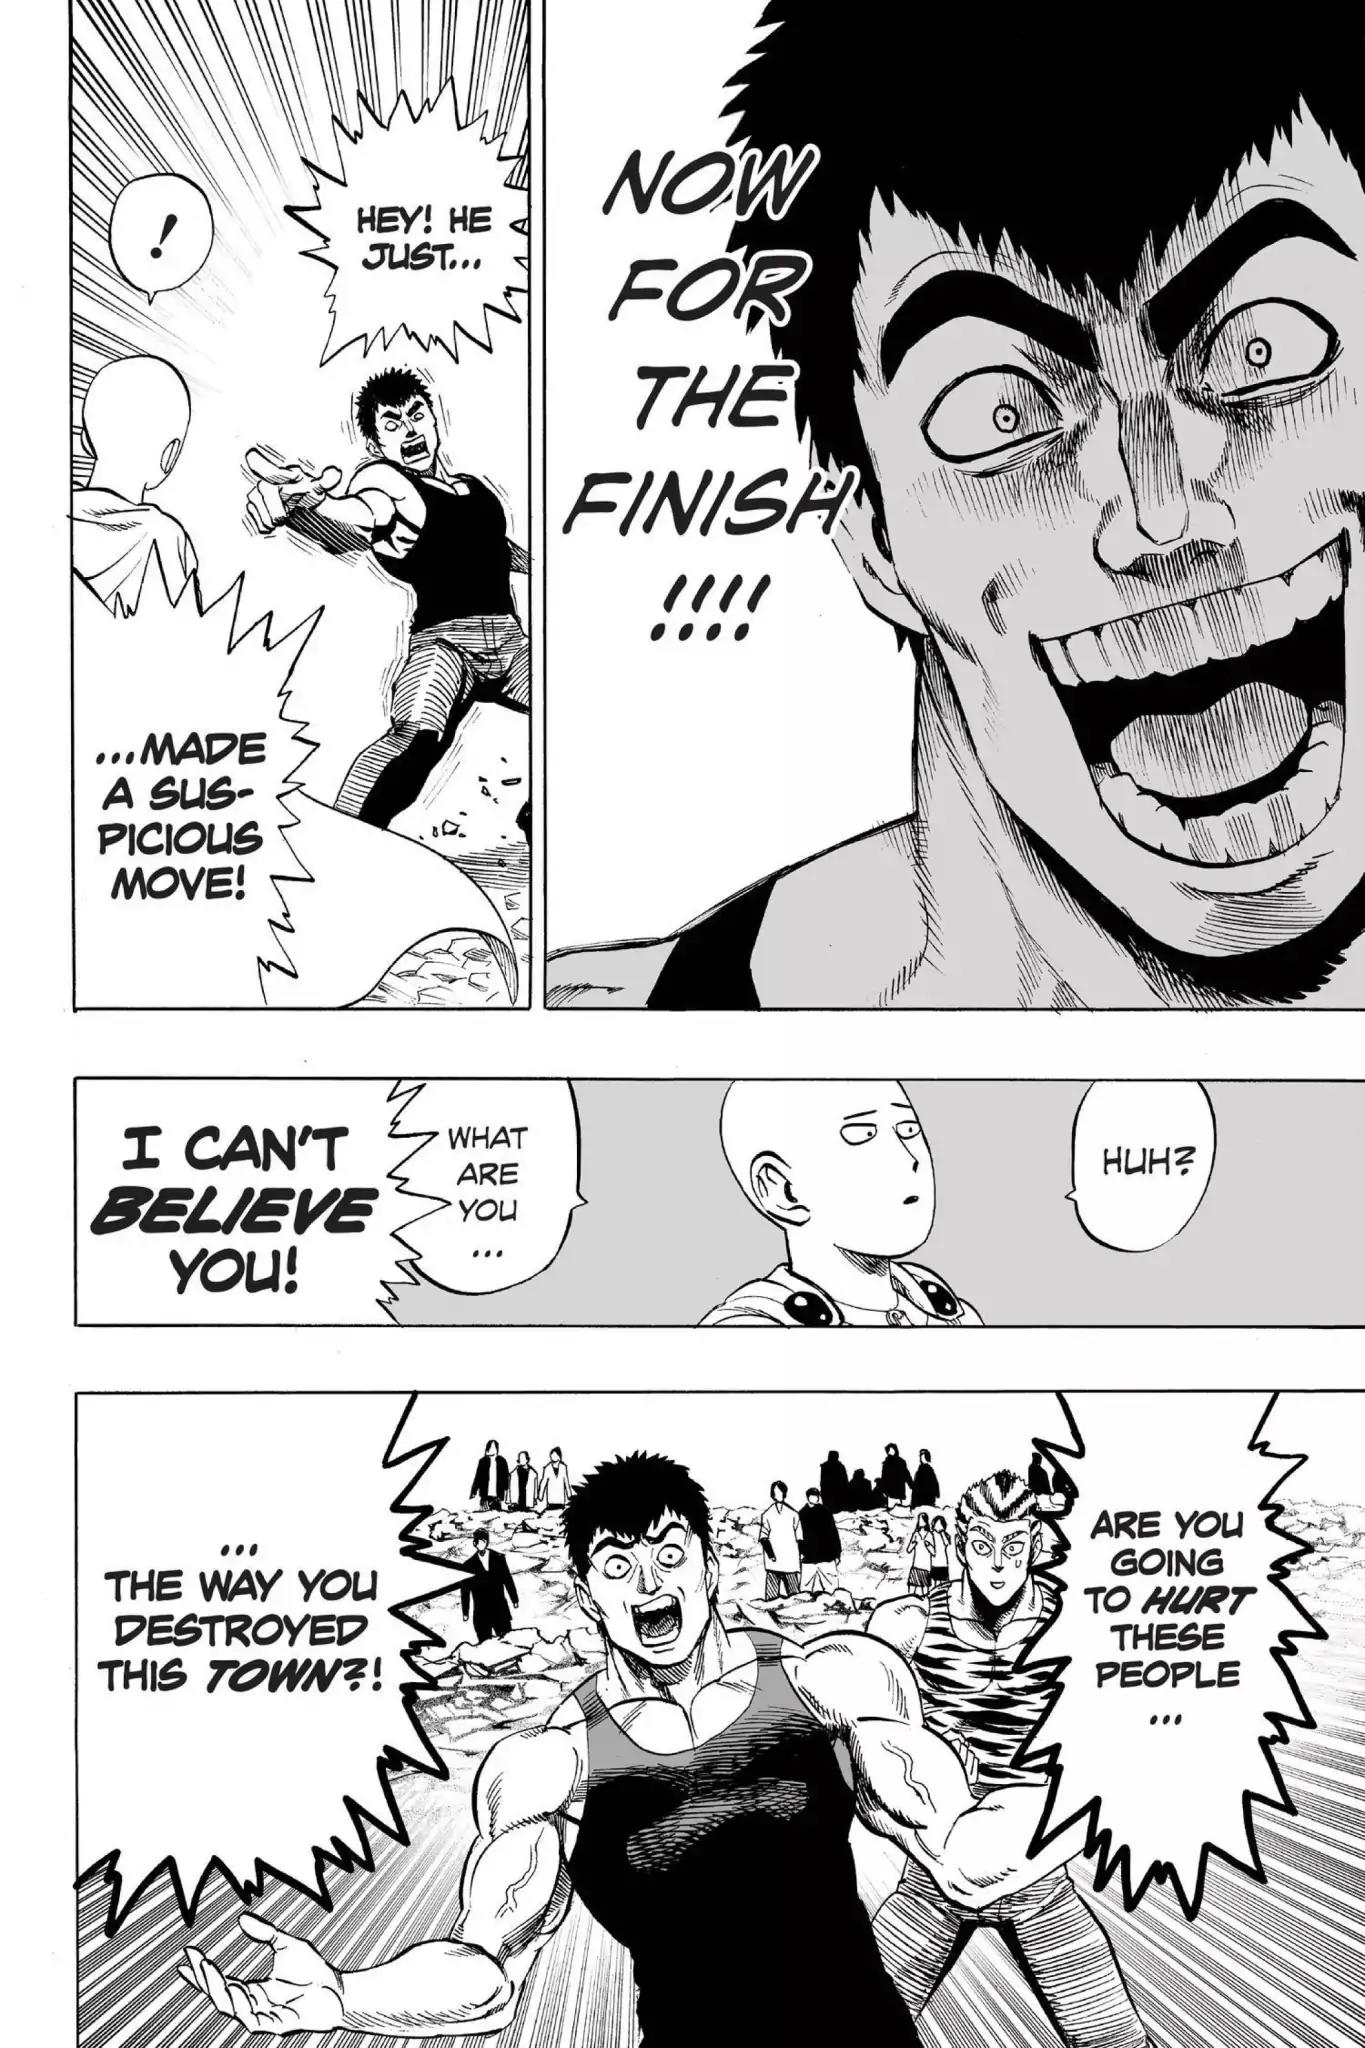 NOW
FOR
THE
FINISH
!!!!
HEY! HE
JUST...
!
...MADE
A SUS-
PICIOUS
MOVE!
HUH?
WHAT
ARE
YOU
...
I CAN'T
BELIEVE
YOU!
ARE YOU
GOING
TO HURT
THESE
PEOPLE
...
...
THE WAY YOU
DESTROYED
THIS TOWN?!